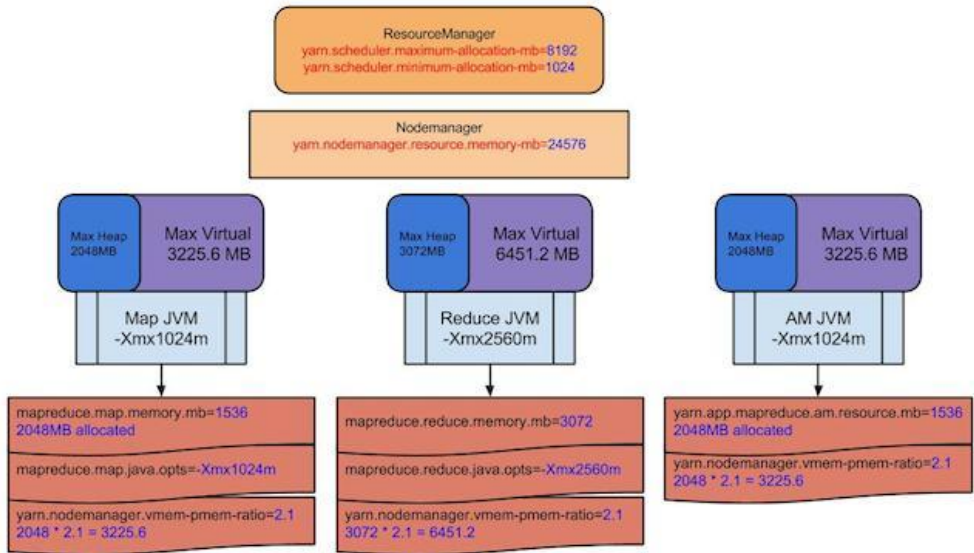 ResourceManager
yarn.scheduler.maximum-allocation-mb=8192
yarn.scheduler.minimum-allocation-mb=1024
Nodemanager
yarn.nodemanager.resource.memory-mb=24576
Max Heap
2048MB
Max Virtual
3225.6 MB
Map JVM
-Xmx1024m
mapreduce.map.memory.mb=1536
2048MB allocated
mapreduce.map.java.opts=-Xmx1024m
yarn.nodemanager.vmem-pmem-ratio=2.1
2048 * 2.1 = 3225.6
Max Heap
3072MB
Max Virtual
6451.2 MB
Reduce JVM
-Xmx2560m
mapreduce.reduce.memory.mb=3072
mapreduce.reduce.java.opts=-Xmx2560m
yarn.nodemanager.vmem-pmem-ratio=2.1
3072 * 2.1 = 6451.2
Max Heap
2048MB
Max Virtual
3225.6 MB
AM JVM
-Xmx1024m
yarn.app.mapreduce.am.resource.mb=1536
2048MB allocated
yarn.nodemanager.vmem-pmem-ratio=2.1
2048 * 2.1 = 3225.6